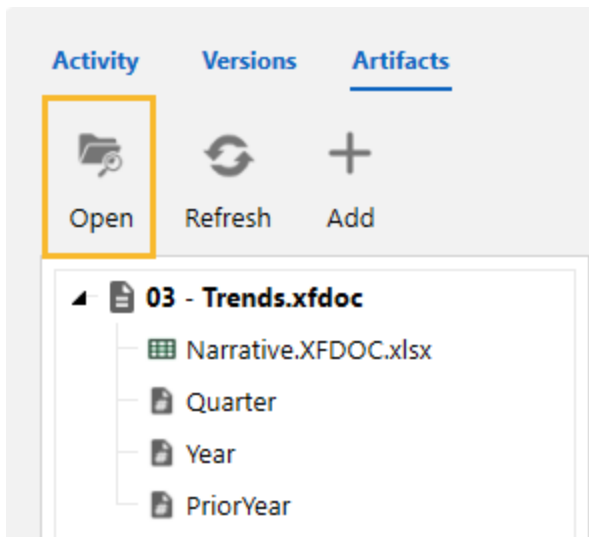 Activity Versions Artifacts
Open Refresh Add
03 - Trends.xfdoc
Narrative.XFDOC.xlsx
Quarter
Year
PriorYear